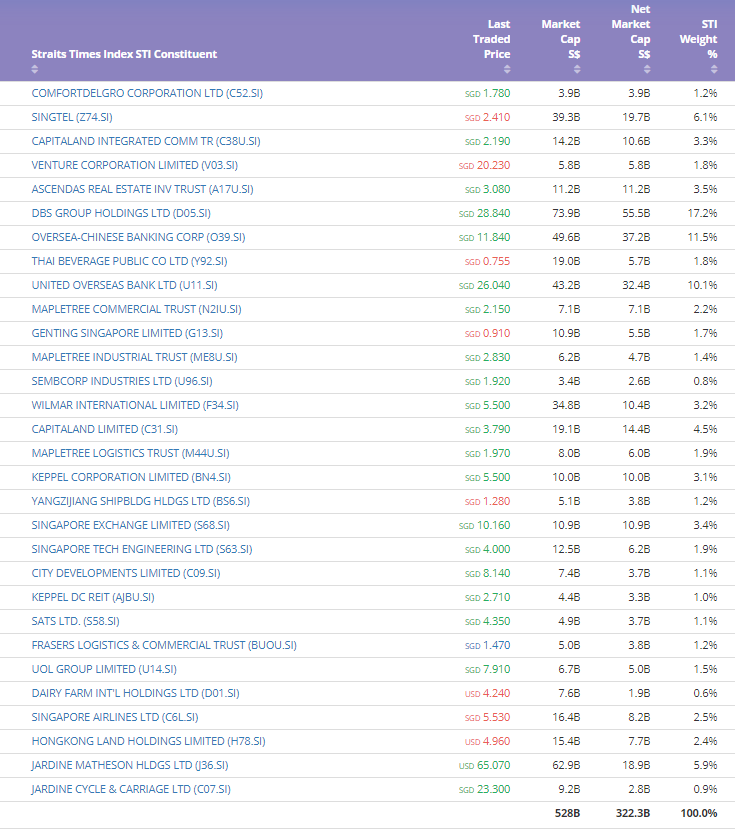 Straits Times Index STI Constituent Last Traded Price Market Cap S$ Net Market Cap S$ STI Weight %
COMFORTDELGRO CORPORATION LTD (C52.SI) SGD 1.780 3.9B 3.9B 1.2%
SINGTEL (Z74.SI) SGD 2.410 39.3B 19.7B 6.1%
CAPITALAND INTEGRATED COMM TR (C38U.SI) SGD 2.190 14.2B 10.6B 3.3%
VENTURE CORPORATION LIMITED (V03.SI) SGD 20.230 5.8B 5.8B 1.8%
ASCENDAS REAL ESTATE INV TRUST (A17U.SI) SGD 3.080 11.2B 11.2B 3.5%
DBS GROUP HOLDINGS LTD (D05.SI) SGD 28.840 73.9B 55.5B 17.2%
OVERSEA-CHINESE BANKING CORP (O39.SI) SGD 11.840 49.6B 37.2B 11.5%
THAI BEVERAGE PUBLIC CO LTD (Y92.SI) SGD 0.755 19.0B 5.7B 1.8%
UNITED OVERSEAS BANK LTD (U11.SI) SGD 26.040 43.2B 32.4B 10.1%
MAPLETREE COMMERCIAL TRUST (N2IU.SI) SGD 2.150 7.1B 7.1B 2.2%
GENTING SINGAPORE LIMITED (G13.SI) SGD 0.910 10.9B 5.5B 1.7%
MAPLETREE INDUSTRIAL TRUST (ME8U.SI) SGD 2.830 6.2B 4.7B 1.4%
SEMBCORP INDUSTRIES LTD (U96.SI) SGD 1.920 3.4B 2.6B 0.8%
WILMAR INTERNATIONAL LIMITED (F34.SI) SGD 5.500 34.8B 10.4B 3.2%
CAPITALAND LIMITED (C31.SI) SGD 3.790 19.1B 14.4B 4.5%
MAPLETREE LOGISTICS TRUST (M44U.SI) SGD 1.970 8.0B 6.0B 1.9%
KEPPEL CORPORATION LIMITED (BN4.SI) SGD 5.500 10.0B 10.0B 3.1%
YANGZIJIANG SHIPBLDG HLDGS LTD (BS6.SI) SGD 1.280 5.1B 3.8B 1.2%
SINGAPORE EXCHANGE LIMITED (S68.SI) SGD 10.160 10.9B 10.9B 3.4%
SINGAPORE TECH ENGINEERING LTD (S63.SI) SGD 4.000 12.5B 6.2B 1.9%
CITY DEVELOPMENTS LIMITED (C09.SI) SGD 8.140 7.4B 3.7B 1.1%
KEPPEL DC REIT (AJBU.SI) SGD 2.710 4.4B 3.3B 1.0%
SATS LTD. (S58.SI) SGD 4.350 4.9B 3.7B 1.1%
FRASERS LOGISTICS & COMMERCIAL TRUST (BUOU.SI) SGD 1.470 5.0B 3.8B 1.2%
UOL GROUP LIMITED (U14.SI) SGD 7.910 6.7B 5.0B 1.5%
DAIRY FARM INT'L HOLDINGS LTD (D01.SI) USD 4.240 7.6B 1.9B 0.6%
SINGAPORE AIRLINES LTD (C6L.SI) SGD 5.530 16.4B 8.2B 2.5%
HONGKONG LAND HOLDINGS LIMITED (H78.SI) USD 4.960 15.4B 7.7B 2.4%
JARDINE MATHESON HLDGS LTD (J36.SI) USD 65.070 62.9B 18.9B 5.9%
JARDINE CYCLE & CARRIAGE LTD (C07.SI) SGD 23.300 9.2B 2.8B 0.9%
528B 322.3B 100.0%